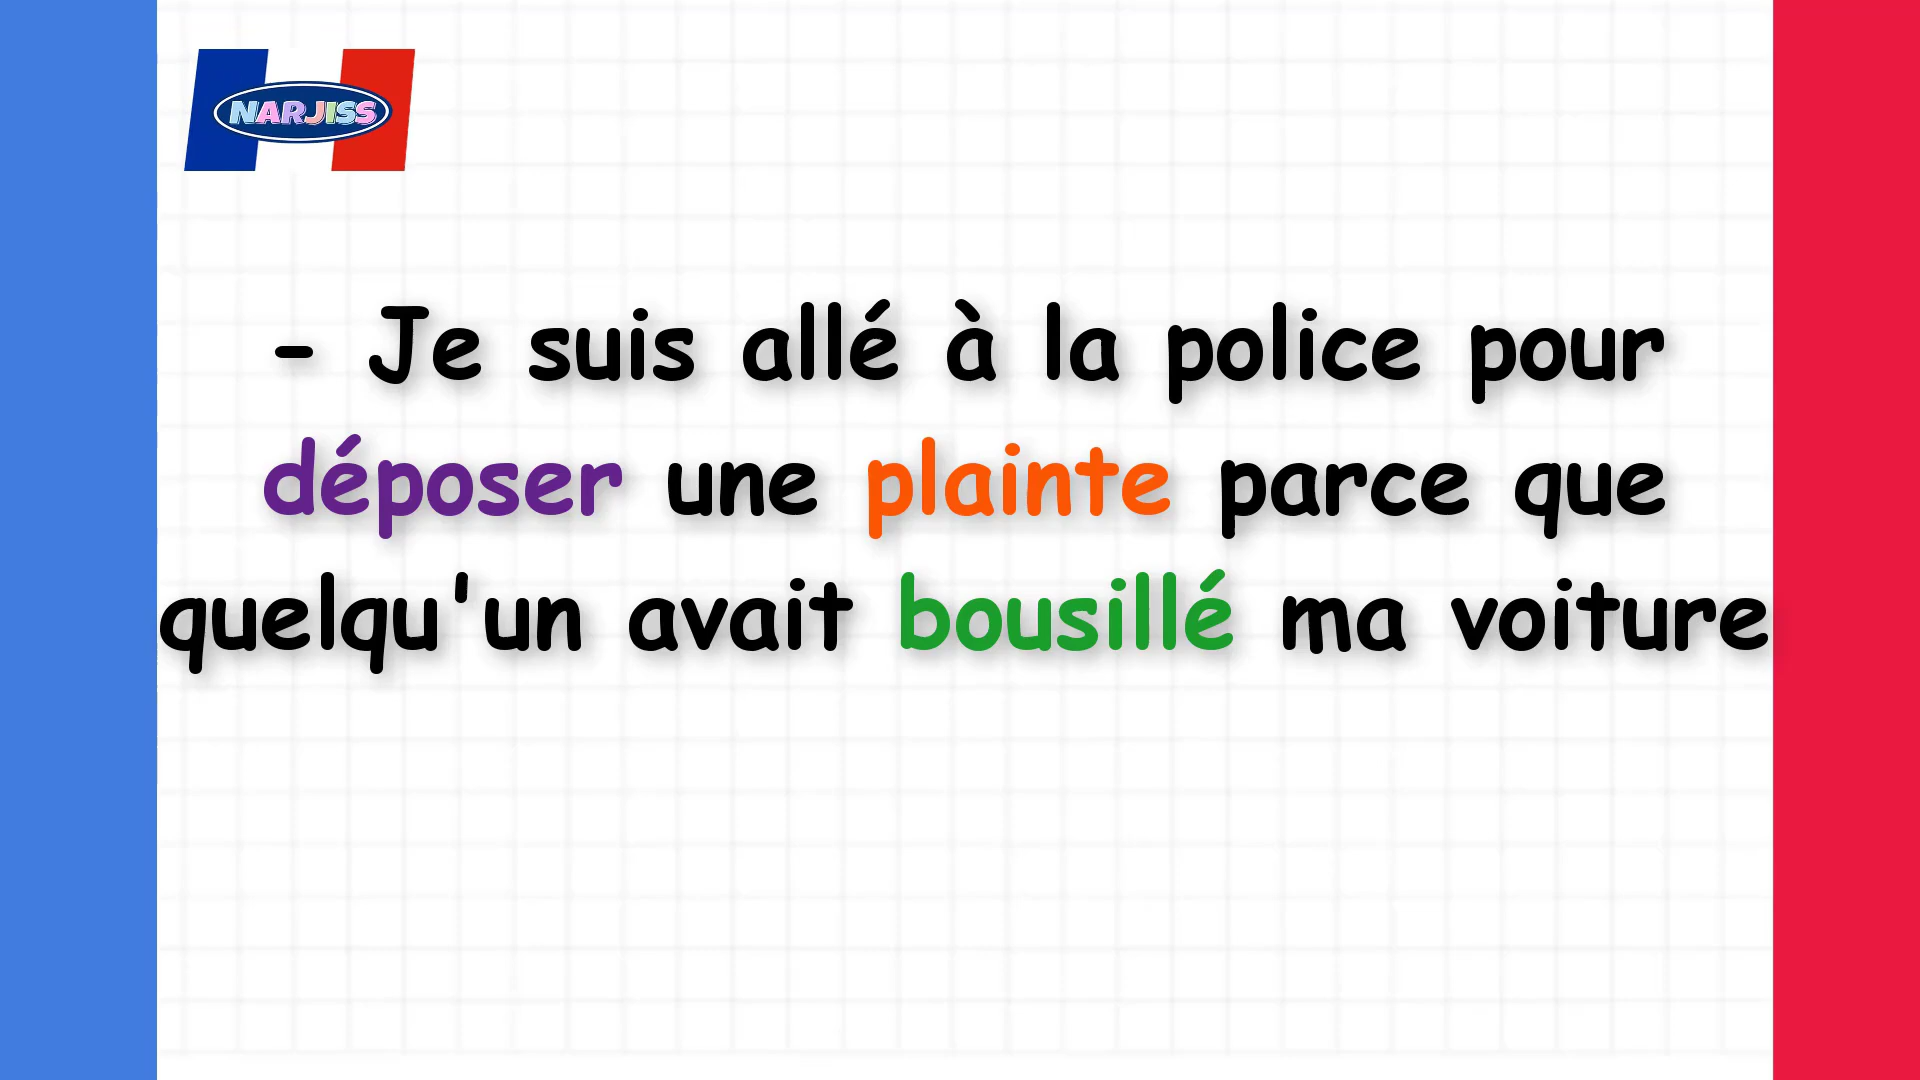 NARJISS
- Je suis allé à la police pour
déposer une plainte parce que
quelqu'un avait bousillé ma voiture